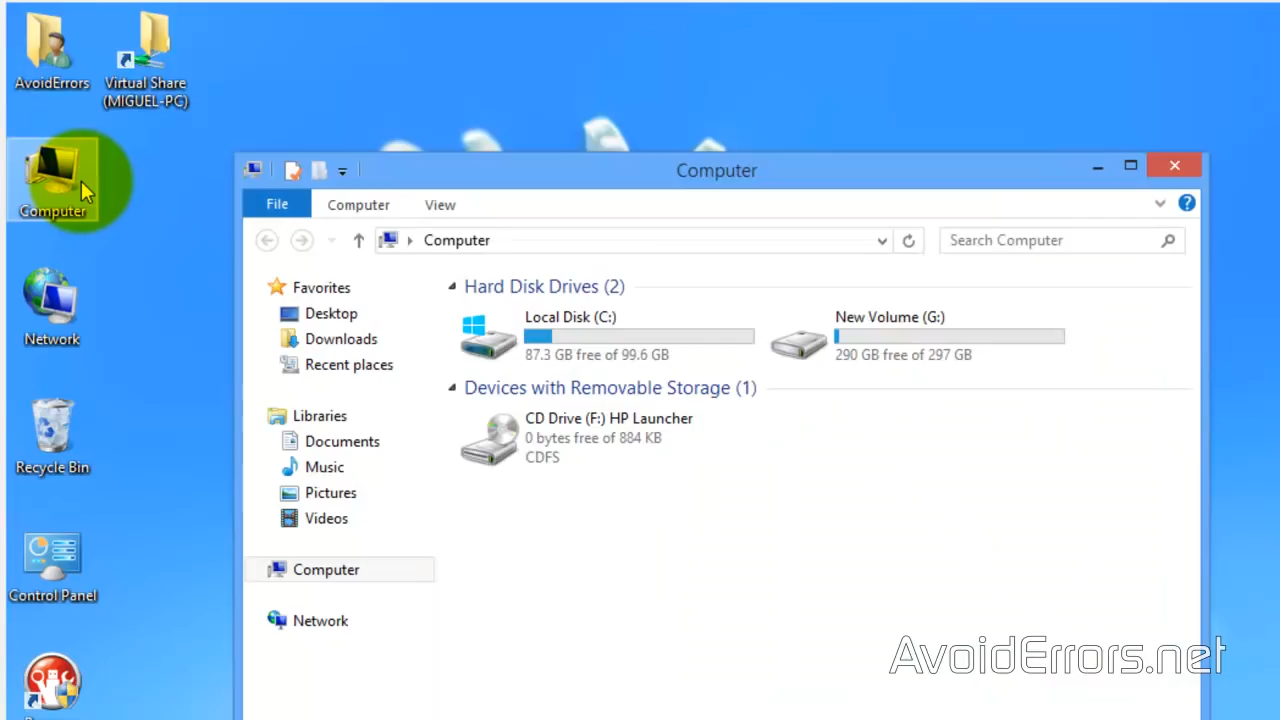 AvoidErrors
Virtual Share
(MIGUEL-PC)
Computer
Network
Recycle Bin
Control Panel
Computer
File
Computer
View
Computer
Search Computer
Favorites
Desktop
Downloads
Recent places
Libraries
Documents
Music
Pictures
Videos
Computer
Network
Hard Disk Drives (2)
Local Disk (C:)
87.3 GB free of 99.6 GB
New Volume (G:)
290 GB free of 297 GB
Devices with Removable Storage (1)
CD Drive (F:) HP Launcher
0 bytes free of 884 KB
CDFS
AvoidErrors.net